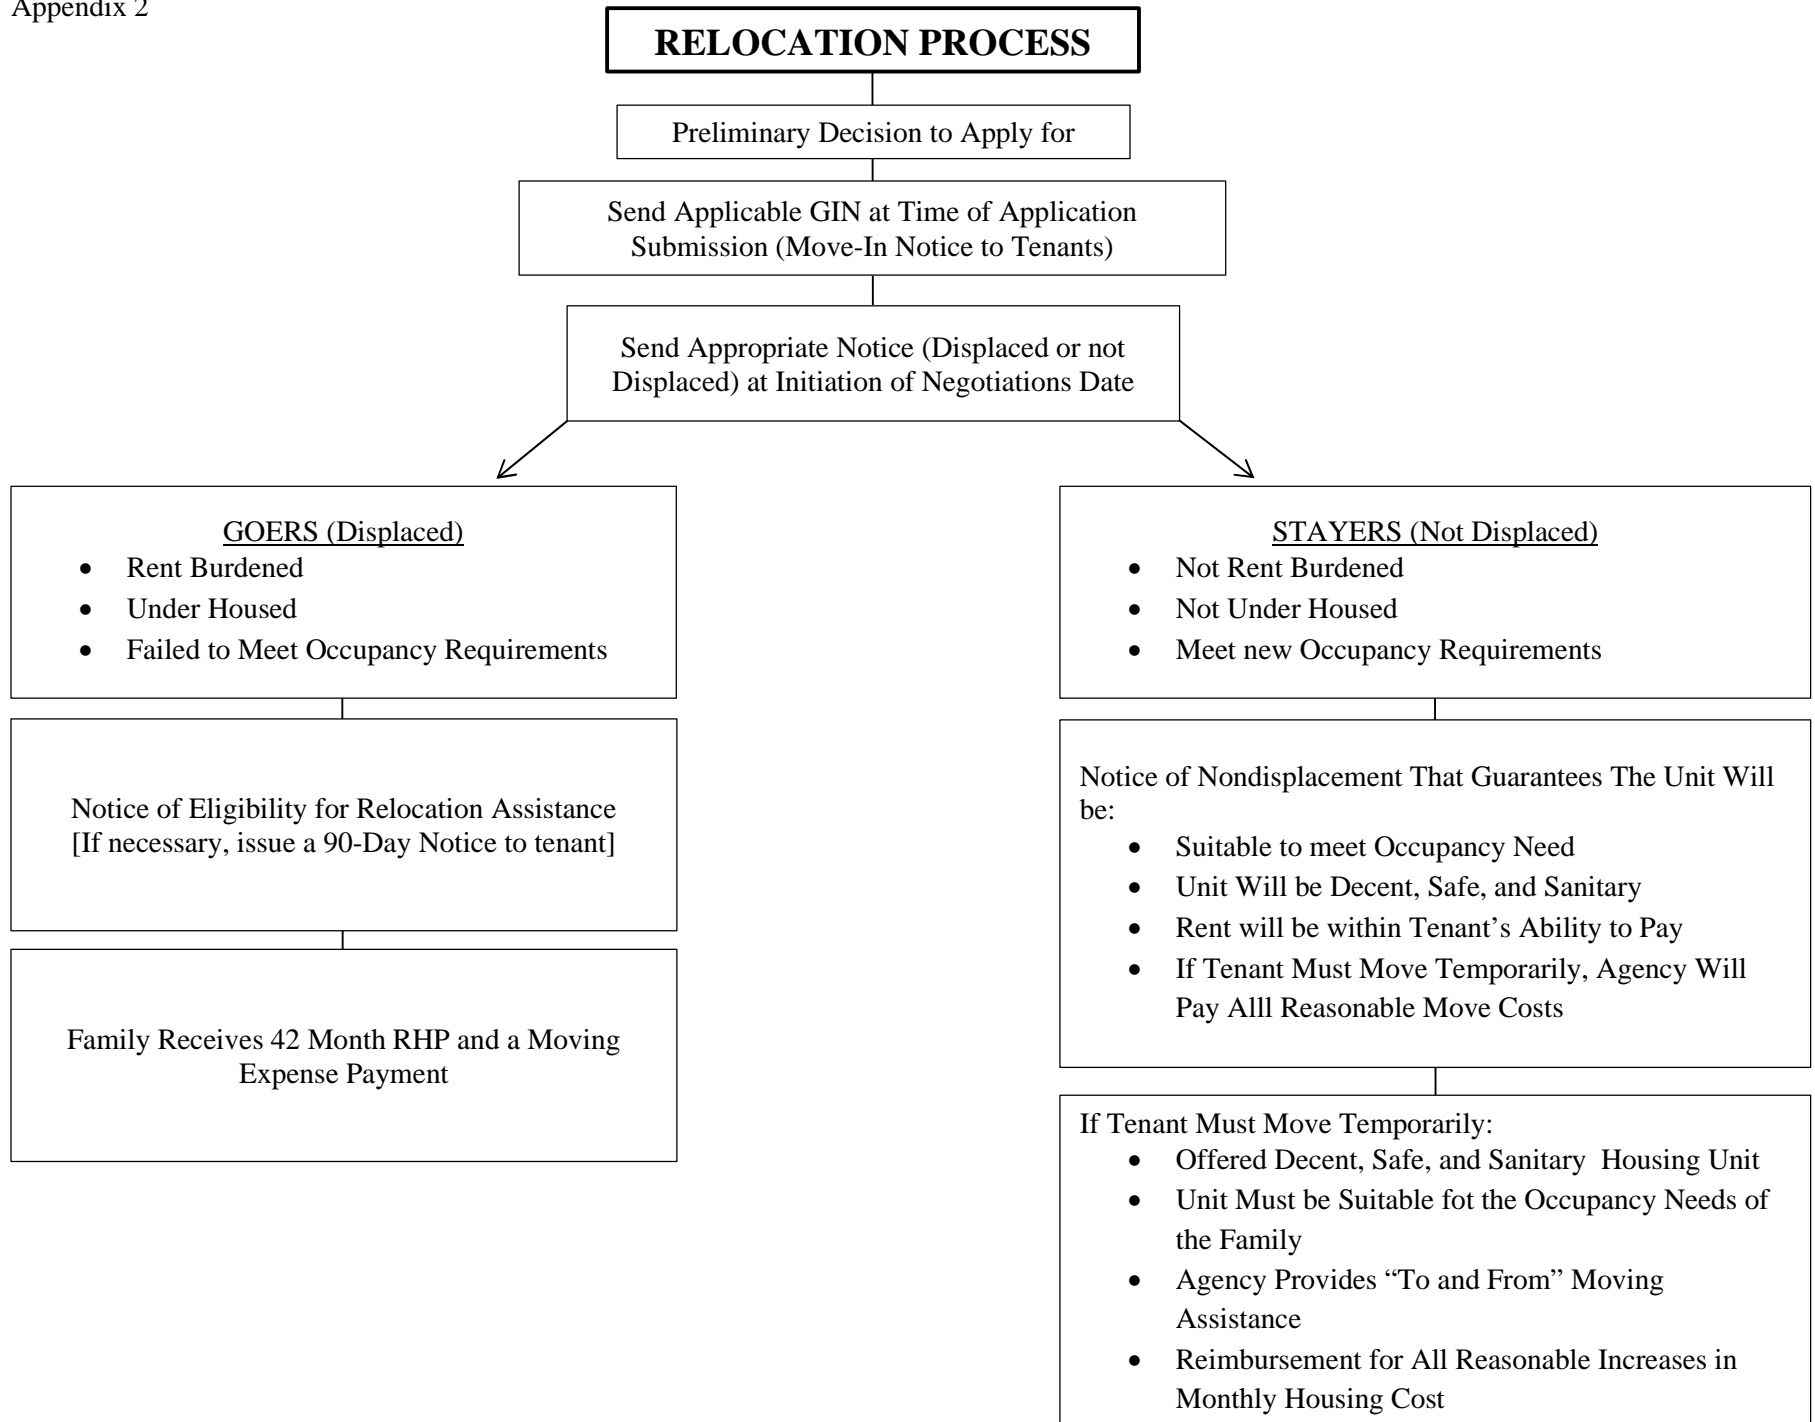 Appendix 2
RELOCATION PROCESS
Preliminary Decision to Apply for
Send Applicable GIN at Time of Application
Submission (Move-In Notice to Tenants)
Send Appropriate Notice (Displaced or not
Displaced) at Initiation of Negotiations Date
GOERS (Displaced)
• Rent Burdened
• Under Housed
• Failed to Meet Occupancy Requirements
Notice of Eligibility for Relocation Assistance
[If necessary, issue a 90-Day Notice to tenant]
Family Receives 42 Month RHP and a Moving
Expense Payment
STAYERS (Not Displaced)
• Not Rent Burdened
• Not Under Housed
• Meet new Occupancy Requirements
Notice of Nondisplacement That Guarantees The Unit Will
be:
• Suitable to meet Occupancy Need
• Unit Will be Decent, Safe, and Sanitary
• Rent will be within Tenant’s Ability to Pay
• If Tenant Must Move Temporarily, Agency Will
Pay Alll Reasonable Move Costs
If Tenant Must Move Temporarily:
• Offered Decent, Safe, and Sanitary  Housing Unit
• Unit Must be Suitable fot the Occupancy Needs of
the Family
• Agency Provides “To and From” Moving
Assistance
• Reimbursement for All Reasonable Increases in
Monthly Housing Cost